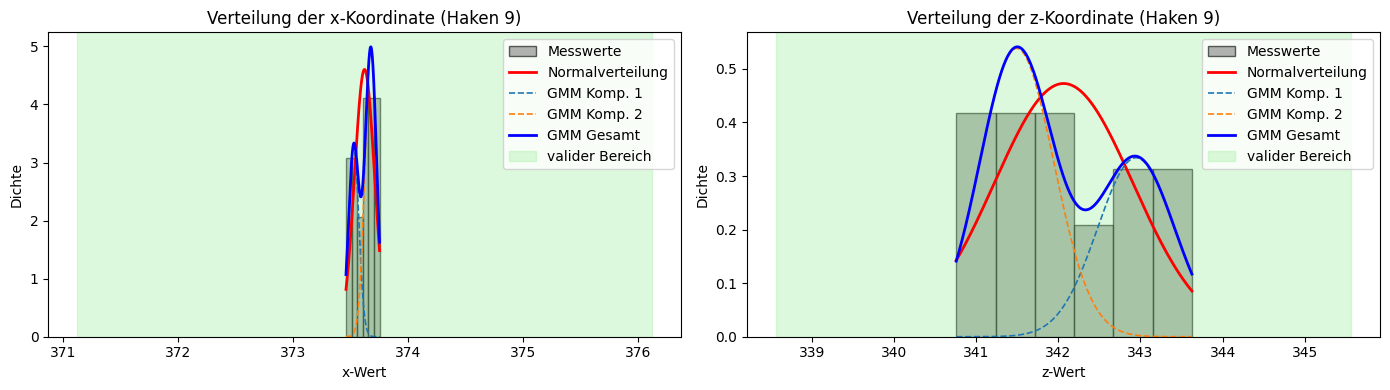 Verteilung der x-Koordinate (Haken 9)
5
4
3
2
1
0
Dichte
371
372
373
374
375
376
x-Wert
Messwerte
Normalverteilung
GMM Komp. 1
GMM Komp. 2
GMM Gesamt
valider Bereich
Verteilung der z-Koordinate (Haken 9)
0.5
0.4
0.3
0.2
0.1
0.0
Dichte
339
340
341
342
343
344
345
z-Wert
Messwerte
Normalverteilung
GMM Komp. 1
GMM Komp. 2
GMM Gesamt
valider Bereich